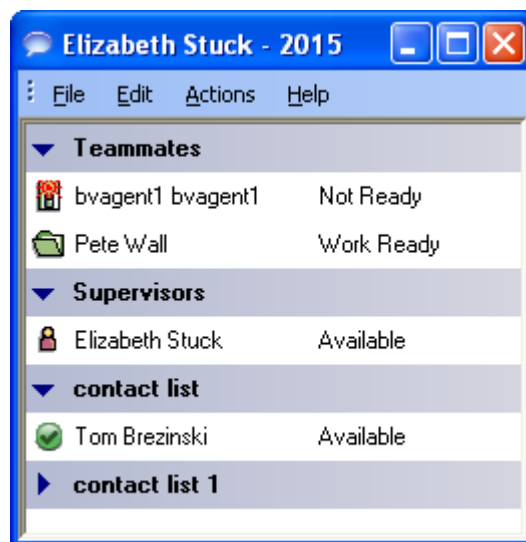 Elizabeth Stuck - 2015
File Edit Actions Help
Teammates
bvagent1 bvagent1 Not Ready
Pete Wall Work Ready
Supervisors
Elizabeth Stuck Available
contact list
Tom Brezinski Available
contact list 1